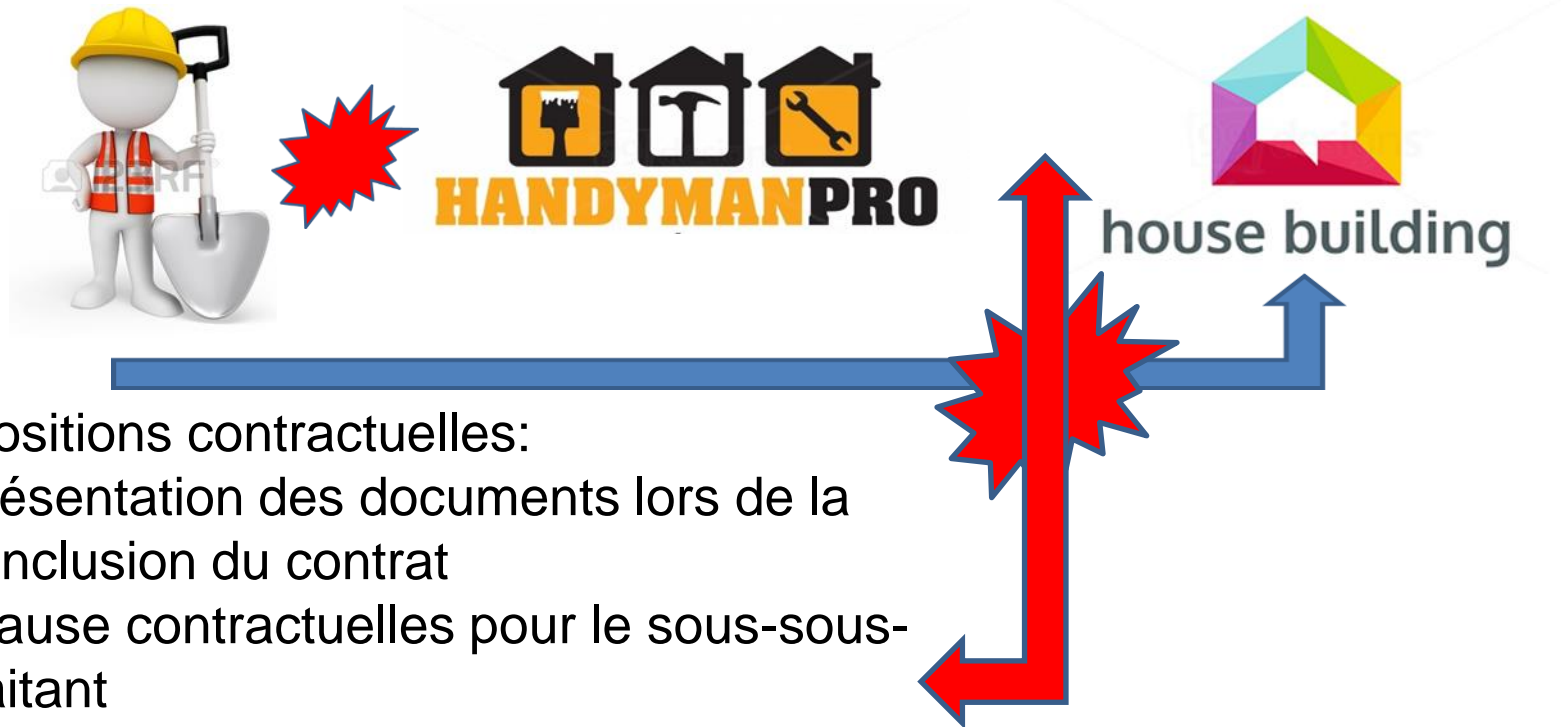 HANDYMANPRO
house building
ositions contractuelles:
ésentation des documents lors de la
nclusion du contrat
ause contractuelles pour le sous-sous-
aitant